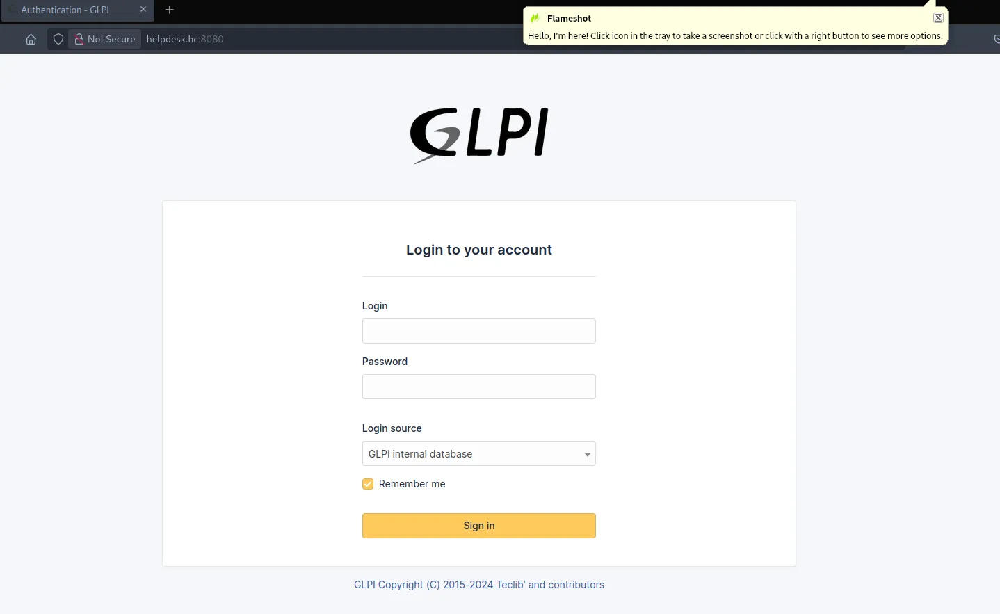 Authentication - GLPI
Flameshot
Hello, I'm here! Click icon in the tray to take a screenshot or click with a right button to see more options.
Not Secure helpdesk.hc:8080
GLPI
Login to your account
Login
Password
Login source
GLPI internal database
Remember me
Sign in
GLPI Copyright (C) 2015-2024 Teclib' and contributors